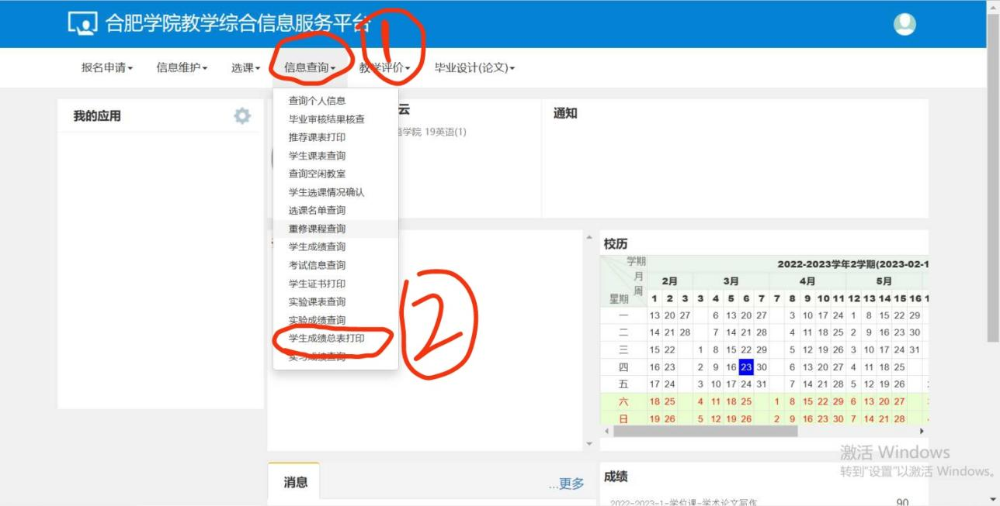 合肥学院教学综合信息服务平台
1
报名申请 信息维护 选课 信息查询 教学评价 毕业设计(论文)
我的应用
查询个人信息
毕业审核结果核查
推荐课表打印
学生课表查询
查询空闲教室
学生选课情况确认
选课名单查询
重修课程查询
学生成绩查询
考试信息查询
学生证书打印
实验课表查询
实验成绩查询
学生成绩总表打印
实习成绩查询
2
云
语学院 19英语(1)
通知
校历
学期 2022-2023学年2学期(2023-02-1
月 2月 3月 4月 5月
周
星期 1 2 3 3 4 5 6 7 7 8 9 10 11 12 13 14 15 16 1
一 13 20 27 6 13 20 27 3 10 17 24 1 8 15 22 29
二 14 21 28 7 14 21 28 4 11 18 25 2 9 16 23 30
三 15 22 1 8 15 22 29 5 12 19 26 3 10 17 24 31
四 16 23 2 9 16 23 30 6 13 20 27 4 11 18 25
五 17 24 3 10 17 24 31 7 14 21 28 5 12 19 26
六 18 25 4 11 18 25 1 8 15 22 29 6 13 20 27
日 19 26 5 12 19 26 2 9 16 23 30 7 14 21 28
消息
...更多
成绩
2022-2023-1-学位课-学术论文写作 90
激活 Windows
转到"设置"以激活 Windows。